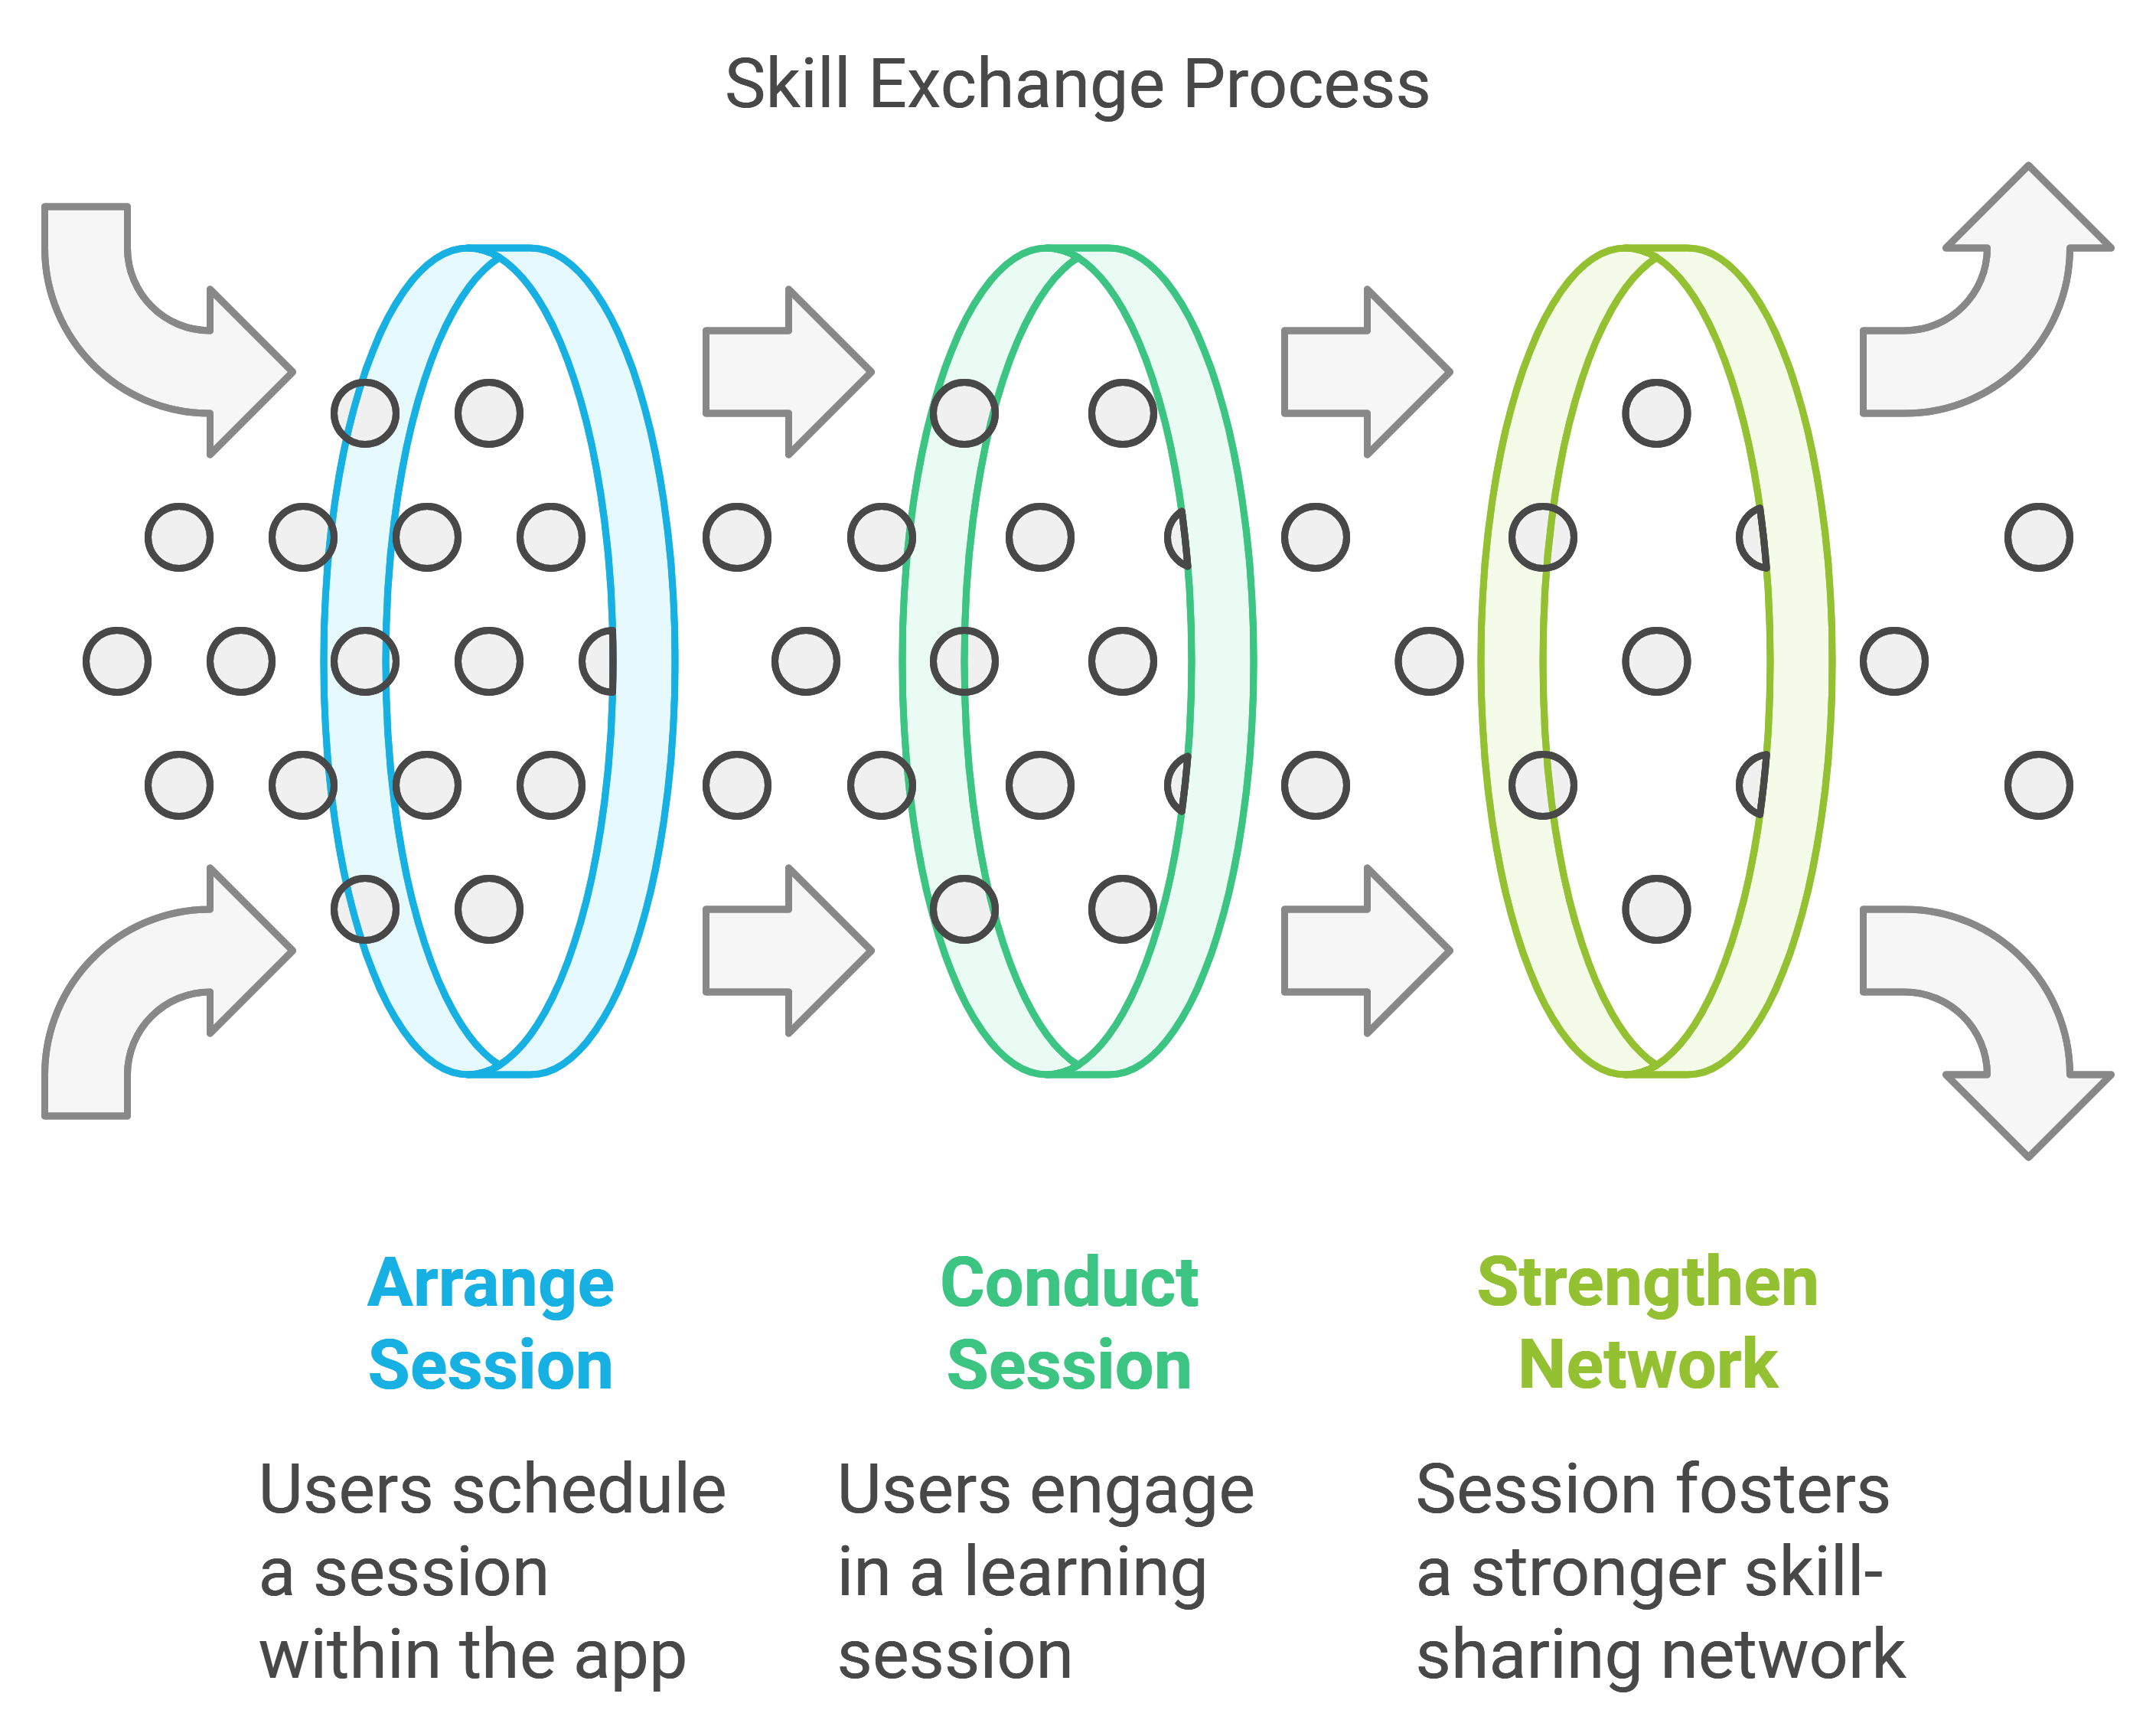 Skill Exchange Process
Arrange
Session
Conduct
Session
Strengthen
Network
Users schedule
a session
within the app
Users engage
in a learning
session
Session fosters
a stronger skill-
sharing network